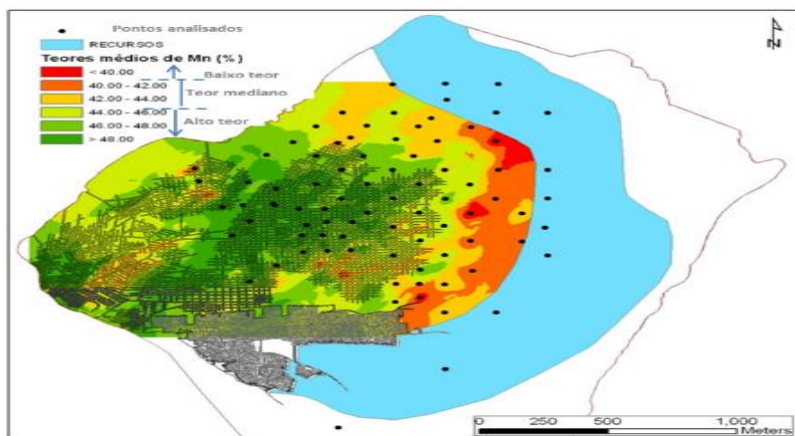 Pontos analisados
RECURSOS
Teores médios de Mn (%)
< 40.00
40.00 - 42.00
42.00 - 44.00
44.00 - 46.00
46.00 - 48.00
> 48.00
Baixo teor
Teor mediano
Alto teor
N
0 250 500 1,000
Meters